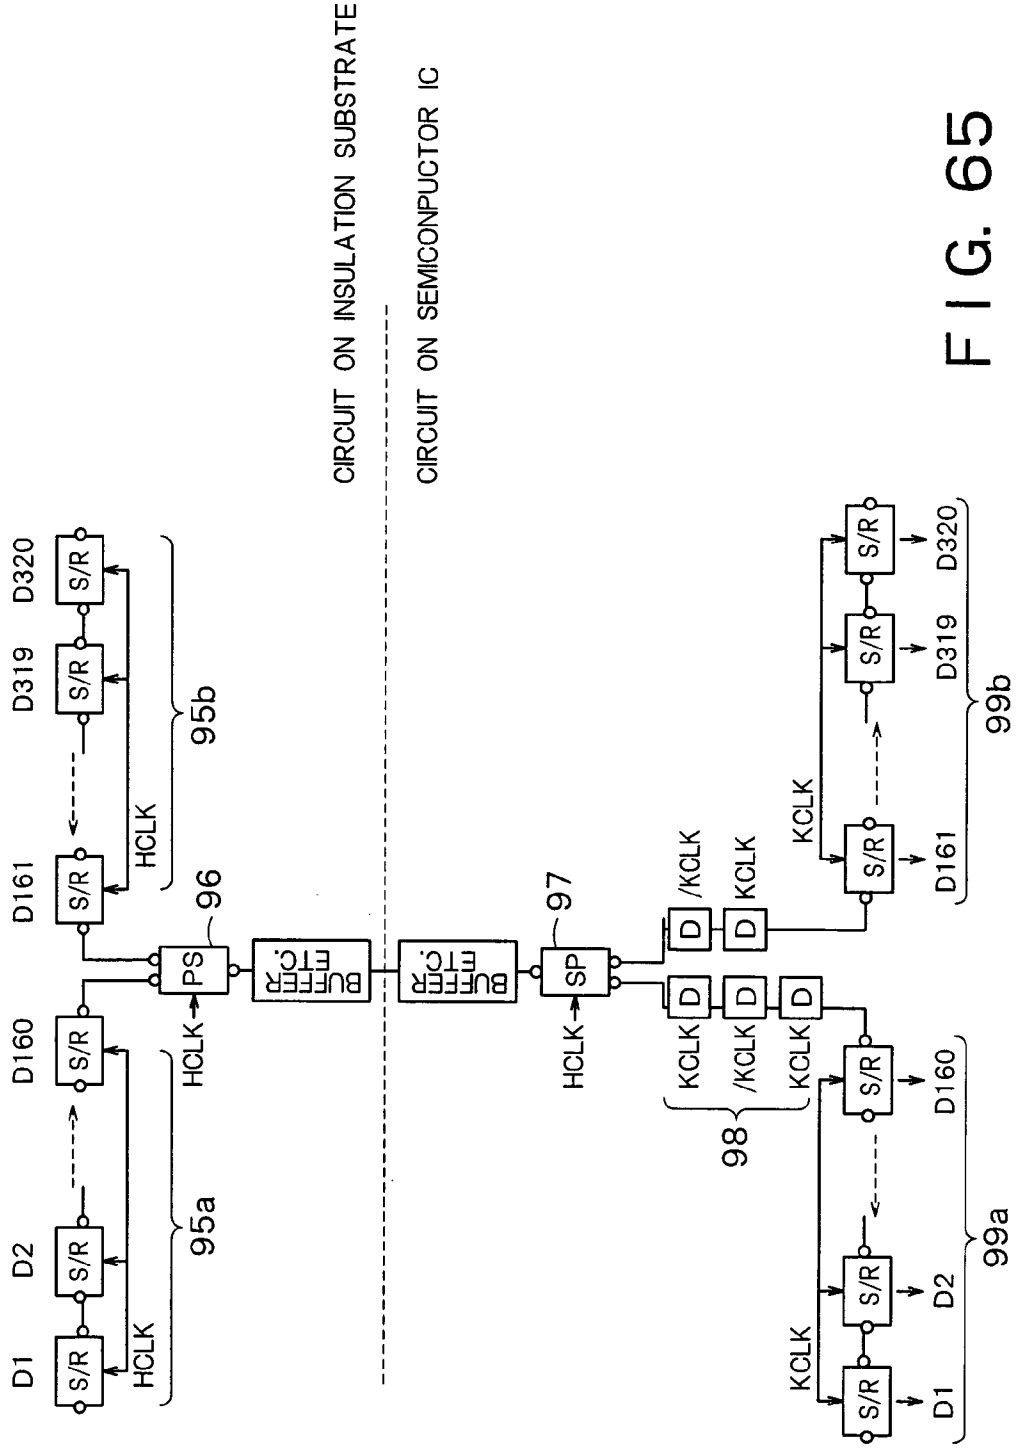 D1
D2
D160
D161
D319
D320
S/R
S/R
S/R
S/R
S/R
S/R
HCLK
HCLK
95a
95b
PS
96
HCLK
BUFFER
ETC.
CIRCUIT ON INSULATION SUBSTRATE
CIRCUIT ON SEMICONPUCTOR IC
BUFFER
ETC.
SP
97
HCLK
KCLK
D
D
/KCLK
/KCLK
D
D
KCLK
KCLK
D
98
KCLK
KCLK
S/R
S/R
S/R
S/R
S/R
S/R
D1
D2
D160
D161
D319
D320
99a
99b
FIG. 65